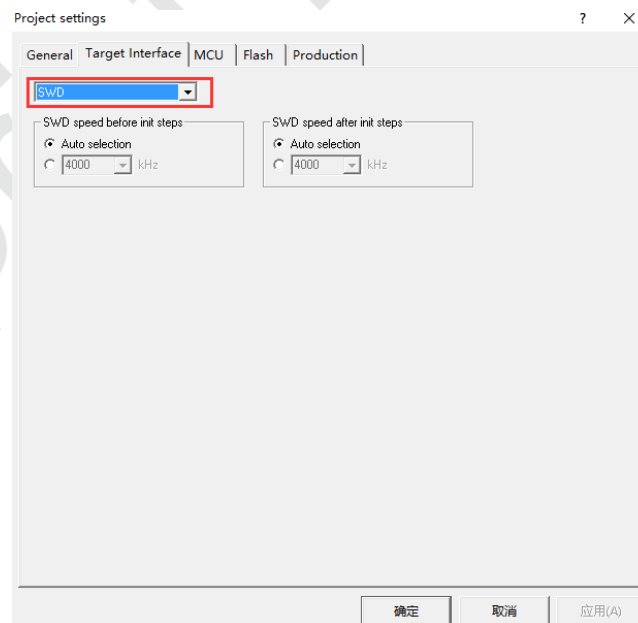 Project settings ? ×
General Target Interface MCU Flash Production
SWD
SWD speed before init steps SWD speed after init steps
Auto selection Auto selection
4000 kHz 4000 kHz
确定 取消 应用(A)